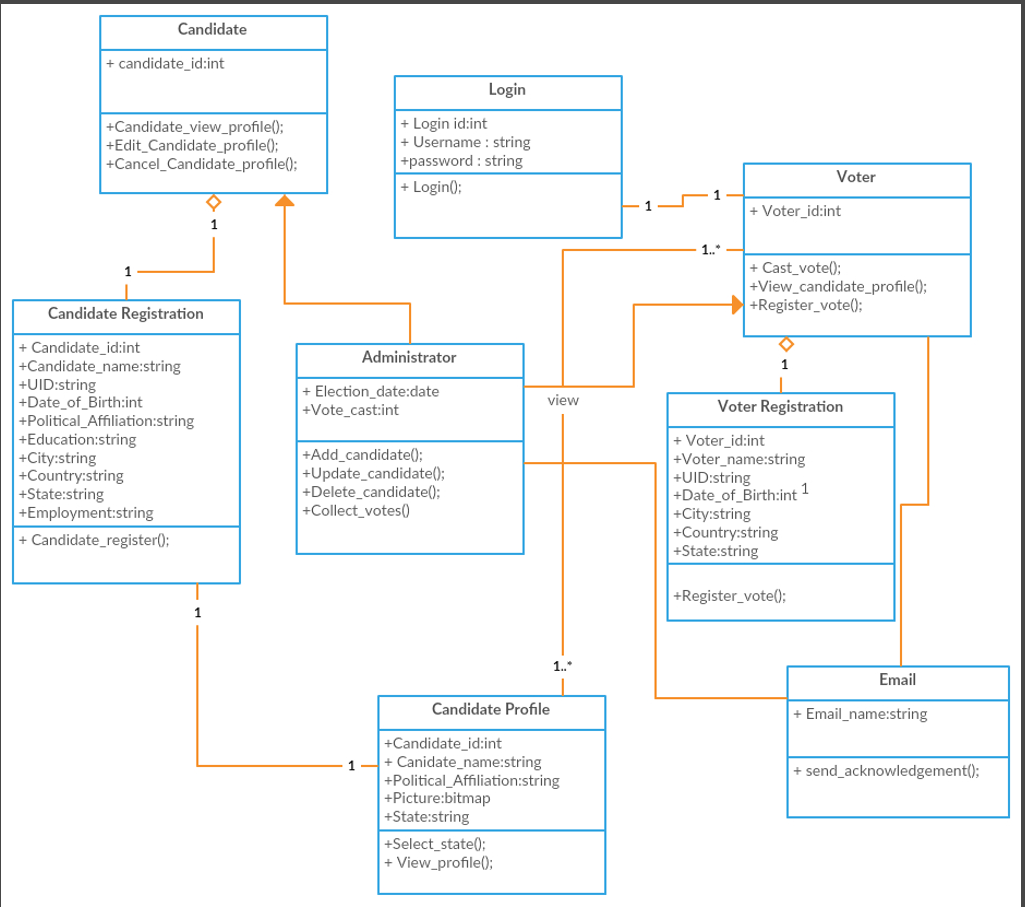 Candidate
+ candidate_id:int
+Candidate_view_profile();
+Edit_Candidate_profile();
+Cancel_Candidate_profile();
1
1
Login
+ Login id:int
+ Username : string
+password : string
+ Login();
1
1
Voter
+ Voter_id:int
+ Cast_vote();
+View_candidate_profile();
+Register_vote();
1..*
1
Candidate Registration
+ Candidate_id:int
+Candidate_name:string
+UID:string
+Date_of_Birth:int
+Political_Affiliation:string
+Education:string
+City:string
+Country:string
+State:string
+Employment:string
+ Candidate_register();
1
Administrator
+ Election_date:date
+Vote_cast:int
+Add_candidate();
+Update_candidate();
+Delete_candidate();
+Collect_votes()
view
Voter Registration
+ Voter_id:int
+Voter_name:string
+UID:string
+Date_of_Birth:int 1
+City:string
+Country:string
+State:string
+Register_vote();
1..*
1
Candidate Profile
+Candidate_id:int
+ Canidate_name:string
+Political_Affiliation:string
+Picture:bitmap
+State:string
+Select_state();
+ View_profile();
Email
+ Email_name:string
+ send_acknowledgement();